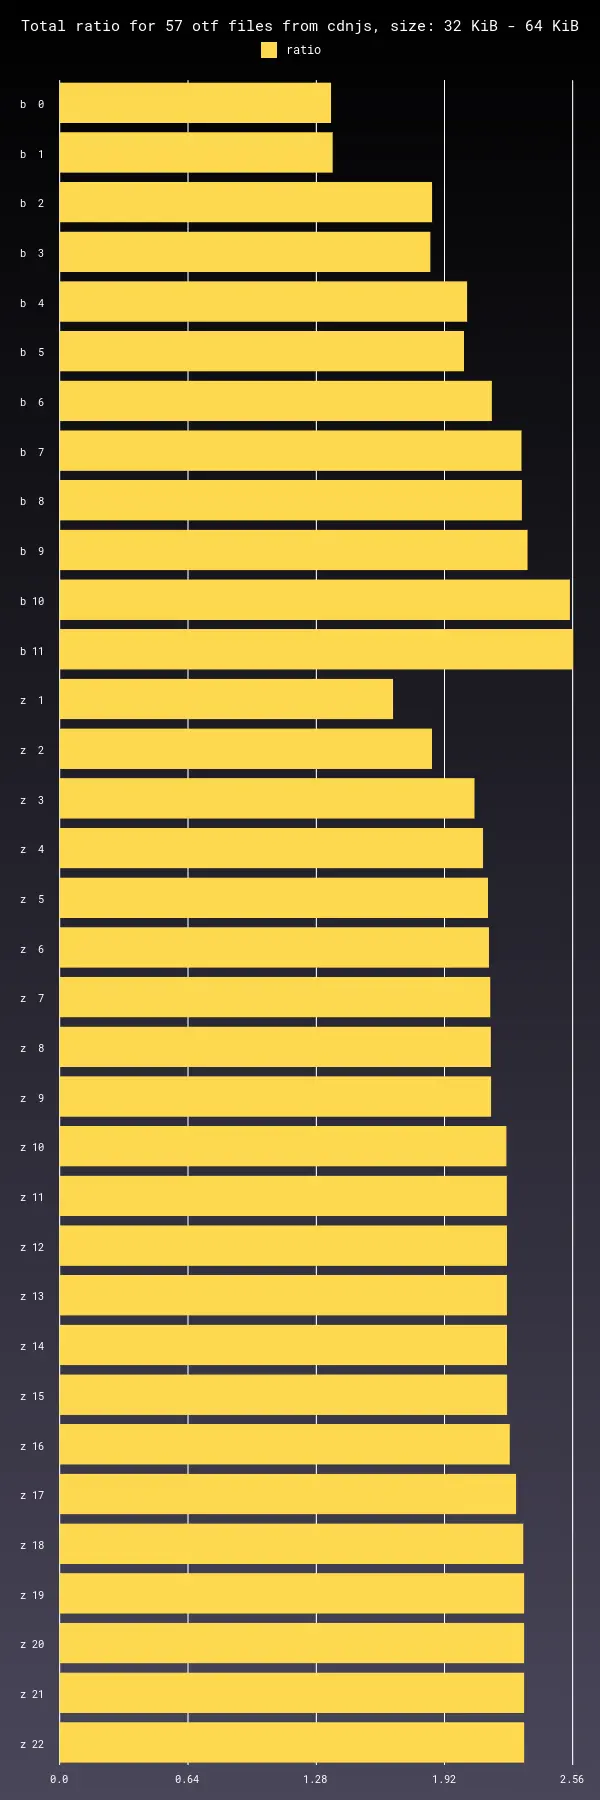 Total ratio for 57 otf files from cdnjs, size: 32 KiB - 64 KiB
ratio
b 0
b 1
b 2
b 3
b 4
b 5
b 6
b 7
b 8
b 9
b 10
b 11
z 1
z 2
z 3
z 4
z 5
z 6
z 7
z 8
z 9
z 10
z 11
z 12
z 13
z 14
z 15
z 16
z 17
z 18
z 19
z 20
z 21
z 22
0.0 0.64 1.28 1.92 2.56